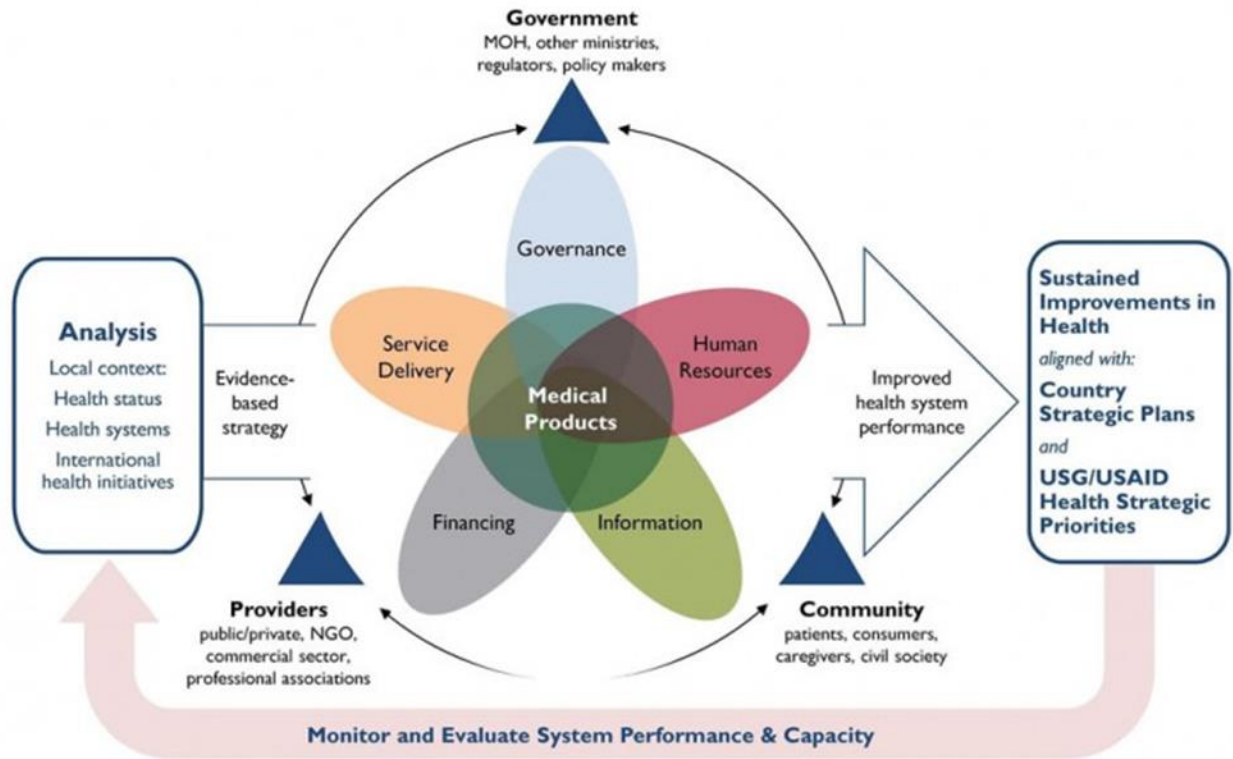 Government
MOH, other ministries,
regulators, policy makers
Governance
Service
Delivery
Human
Resources
Medical
Products
Financing
Information
Analysis
Local context:
Health status
Health systems
International
health initiatives
Evidence-
based
strategy
Improved
health system
performance
Sustained
Improvements in
Health
aligned with:
Country
Strategic Plans
and
USG/USAID
Health Strategic
Priorities
Providers
public/private, NGO,
commercial sector,
professional associations
Community
patients, consumers,
caregivers, civil society
Monitor and Evaluate System Performance & Capacity